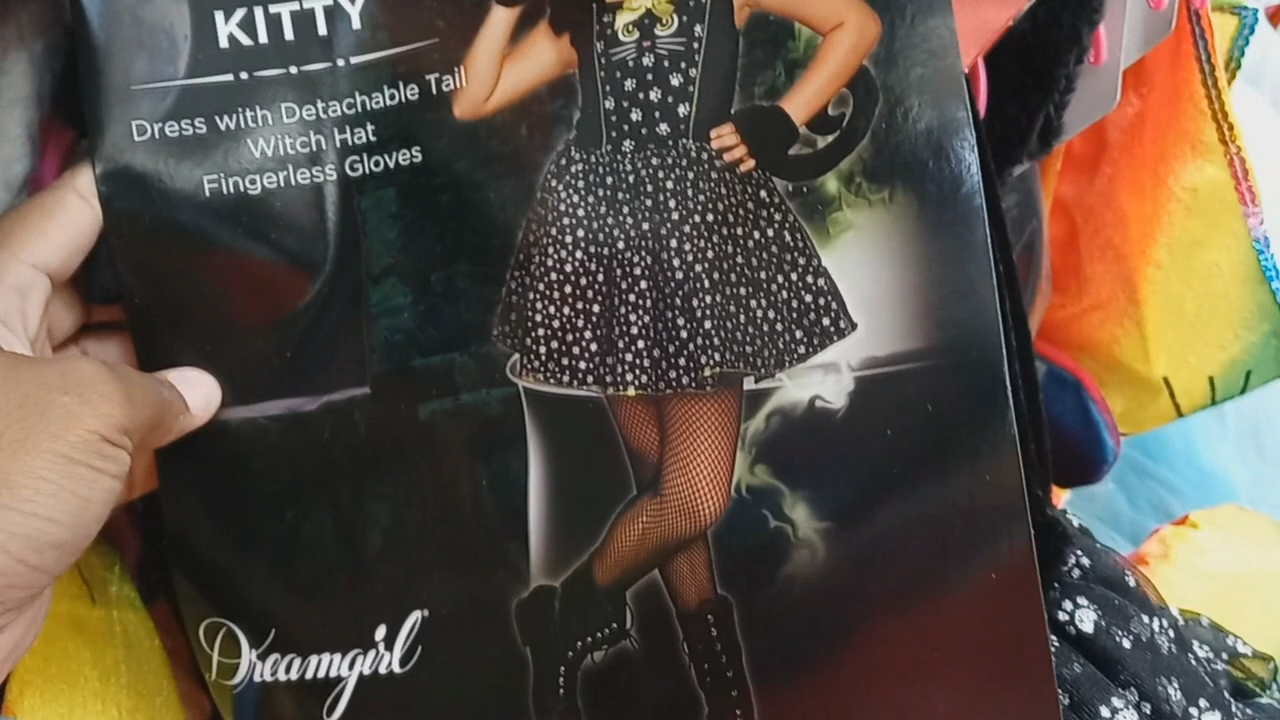 KITTY
Dress with Detachable Tail
Witch Hat
Fingerless Gloves
Dreamgirl